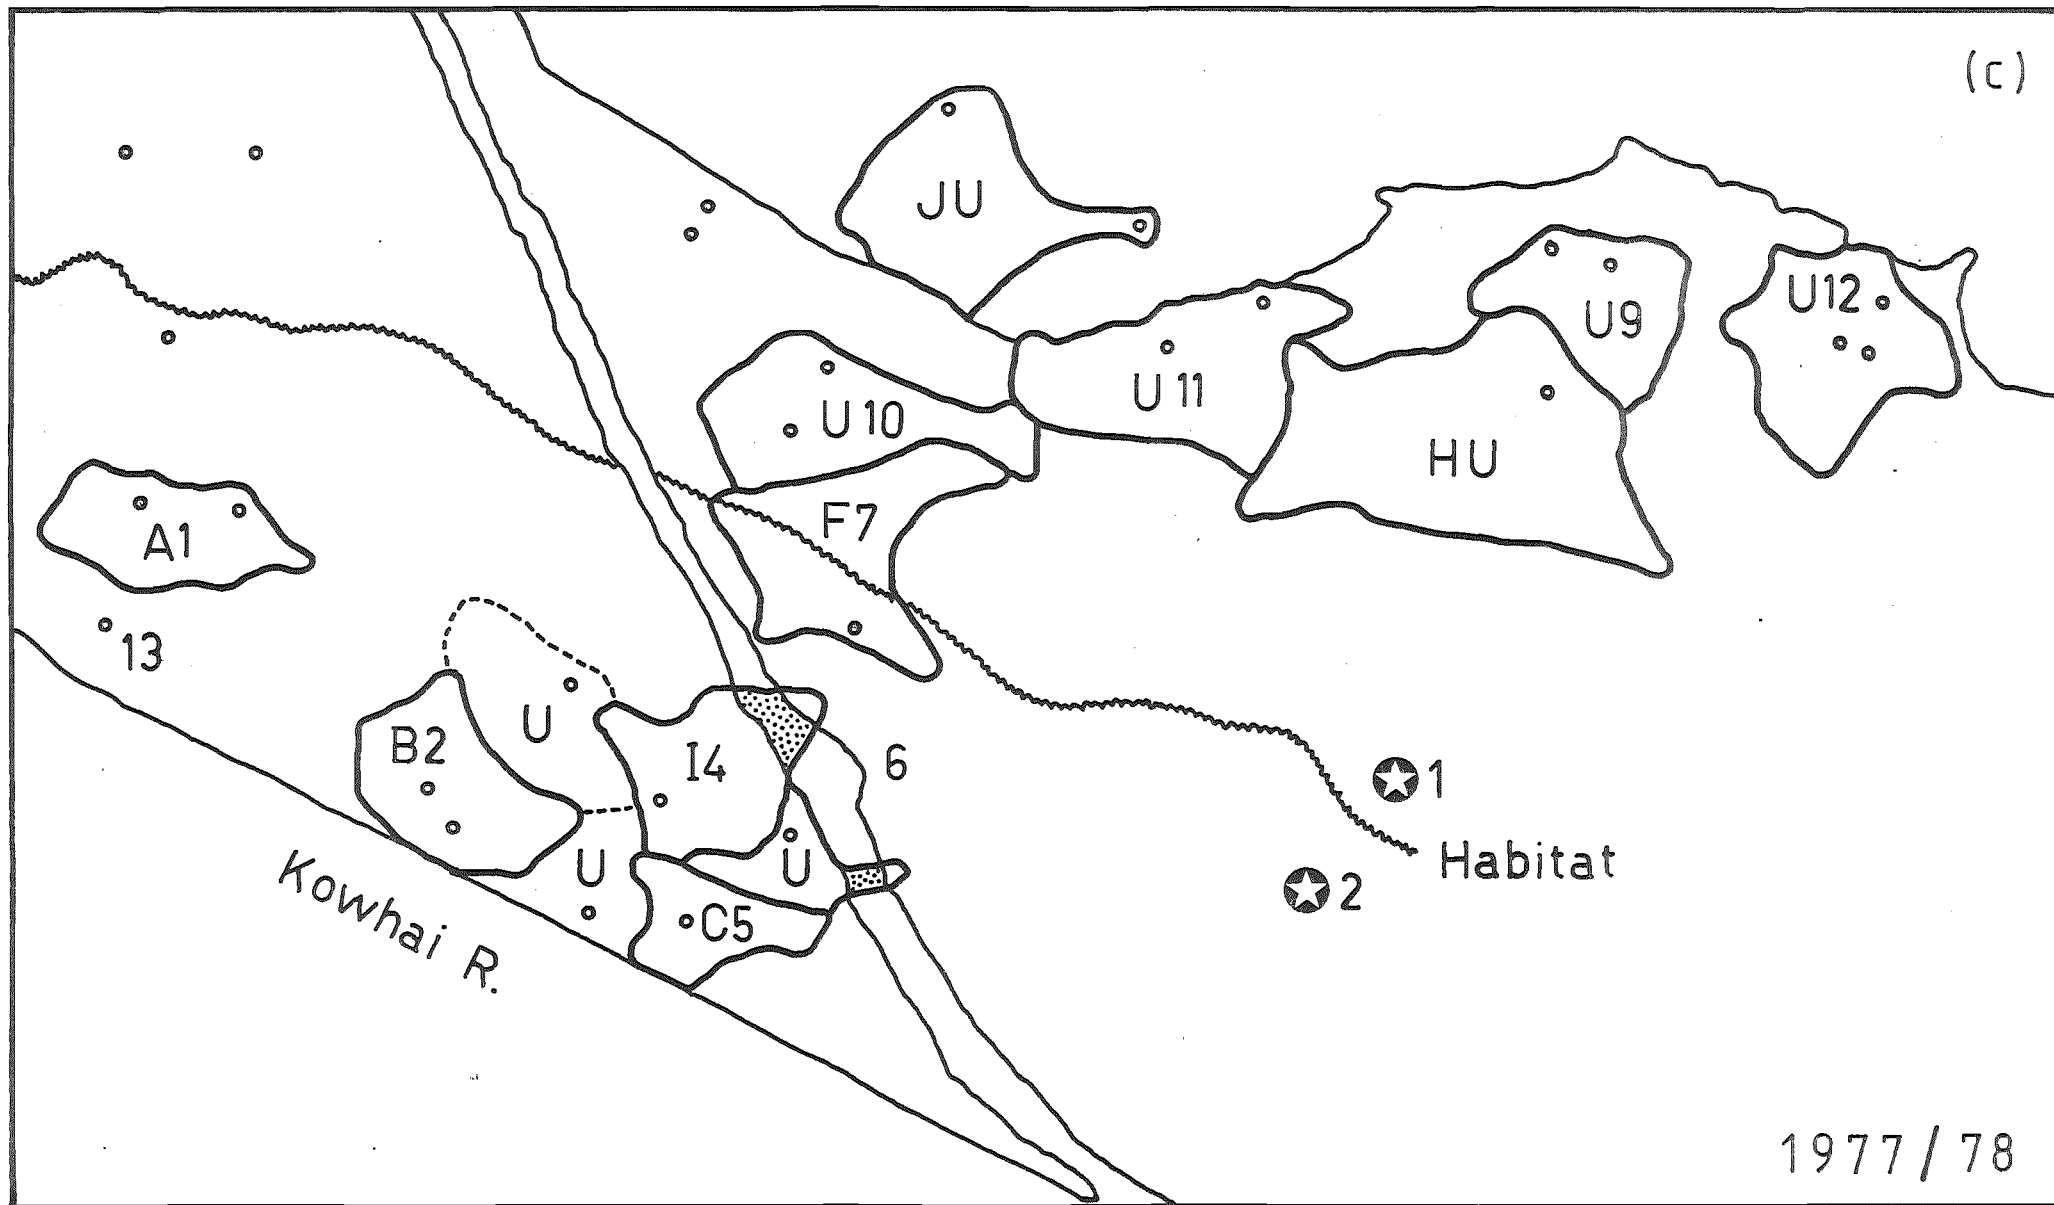 (c)
JU
U9
U12
U11
U10
HU
F7
A1
13
U
B2
I4
6
1
Habitat
U
U
2
C5
Kowhai R.
1977/78